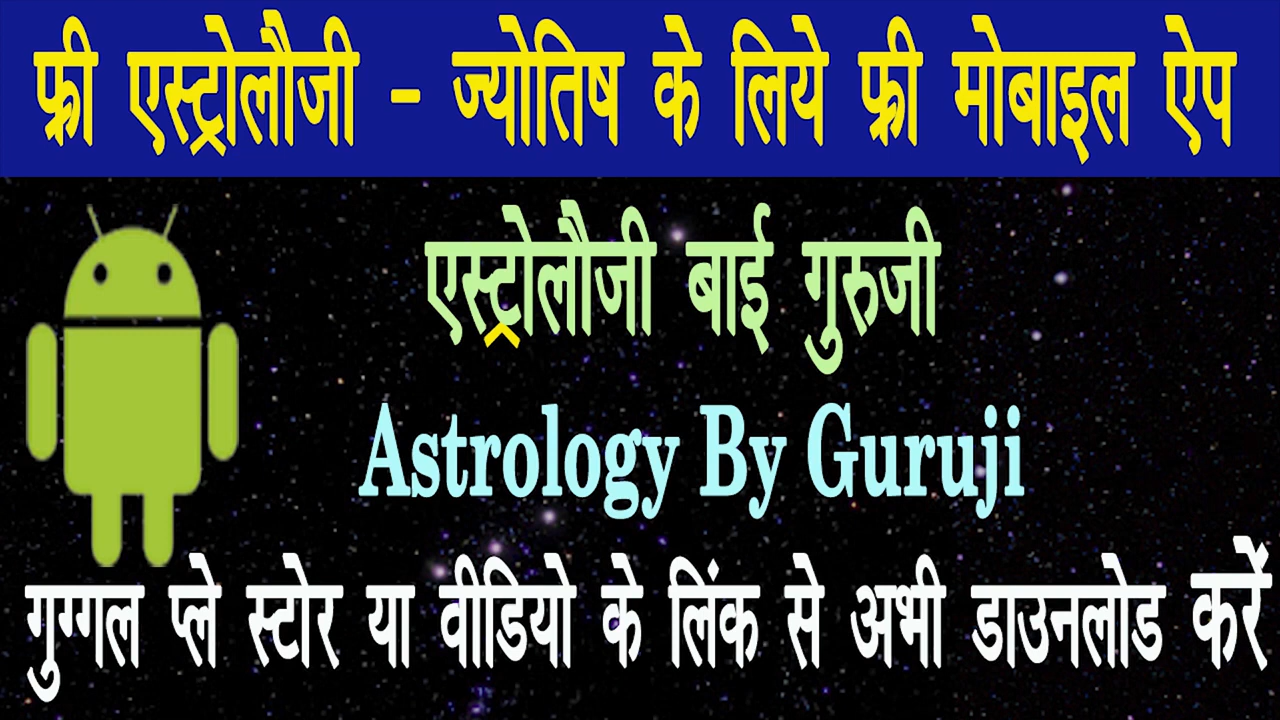 फ्री एस्ट्रोलौजी - ज्योतिष के लिये फ्री मोबाइल ऐप
एस्ट्रोलौजी बाई गुरुजी
Astrology By Guruji
गुग्गल प्ले स्टोर या वीडियो के लिंक से अभी डाउनलोड करें